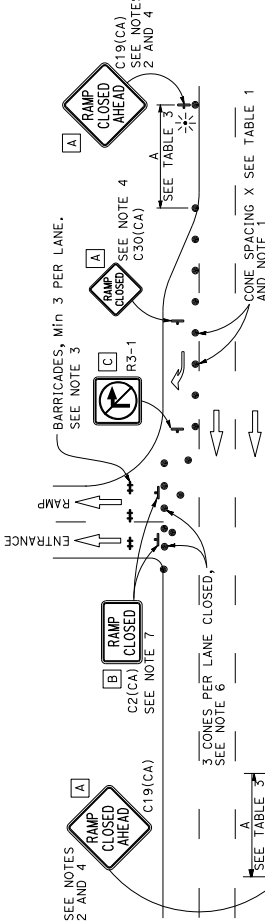 SEE NOTES
2 AND 4
RAMP
CLOSED
AHEAD
A
C19(CA)
A
SEE TABLE 3
B
RAMP
CLOSED
C2(CA)
SEE NOTE 7
3 CONES PER LANE CLOSED,
SEE NOTE 6
ENTRANCE
RAMP
BARRICADES, Min 3 PER LANE.
SEE NOTE 3
C
R3-1
A
RAMP
CLOSED
SEE NOTE 4
C30(CA)
A
RAMP
CLOSED
AHEAD
C19(CA)
SEE NOTES
2 AND 4
A
SEE TABLE 3
CONE SPACING X SEE TABLE 1
AND NOTE 1